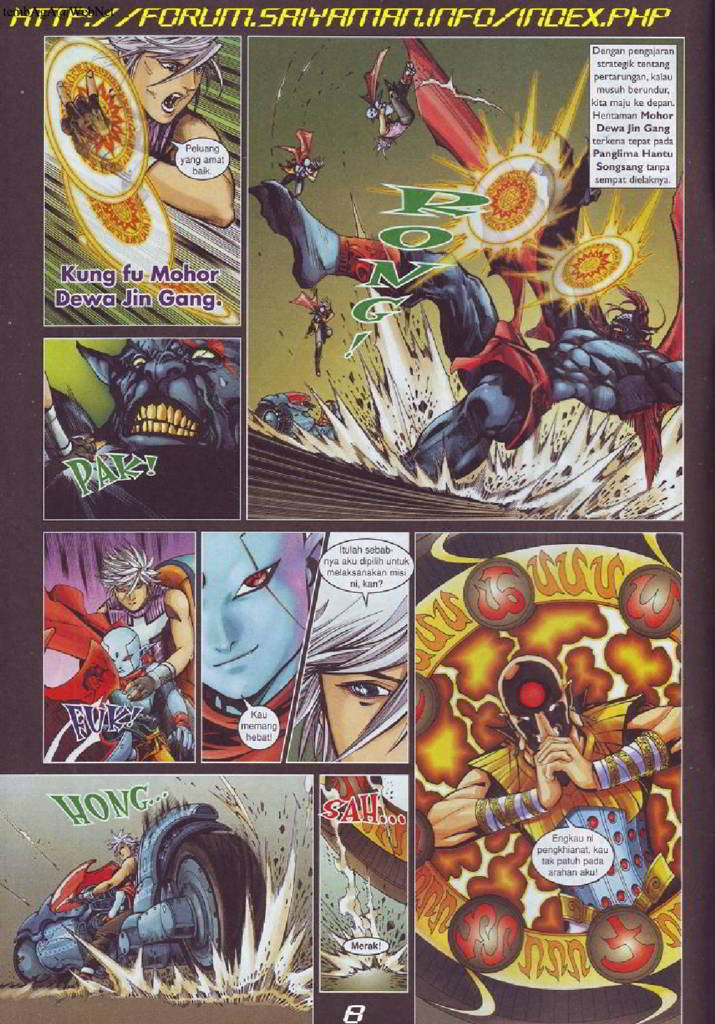 HTTP://FORUM.SAIYAMAN.INFO/INDEX.PHP
Peluang
yang amat
baik.
Kung fu Mohor
Dewa Jin Gang.
Dengan pengajaran
strategik tentang
pertarungan, kalau
musuh berundur,
kita maju ke depan.
Hentaman Mohor
Dewa Jin Gang
terkena tepat pada
Panglima Hantu
Songsang tanpa
sempat dielaknya.
RONG!
PAK!
FUK!
Kau
memang
hebat!
Itulah sebab-
nya aku dipilih untuk
melaksanakan misi
ni, kan?
Engkau ni
pengkhianat, kau
tak patuh pada
arahan aku!
HONG...
SAH...
Merak!
8